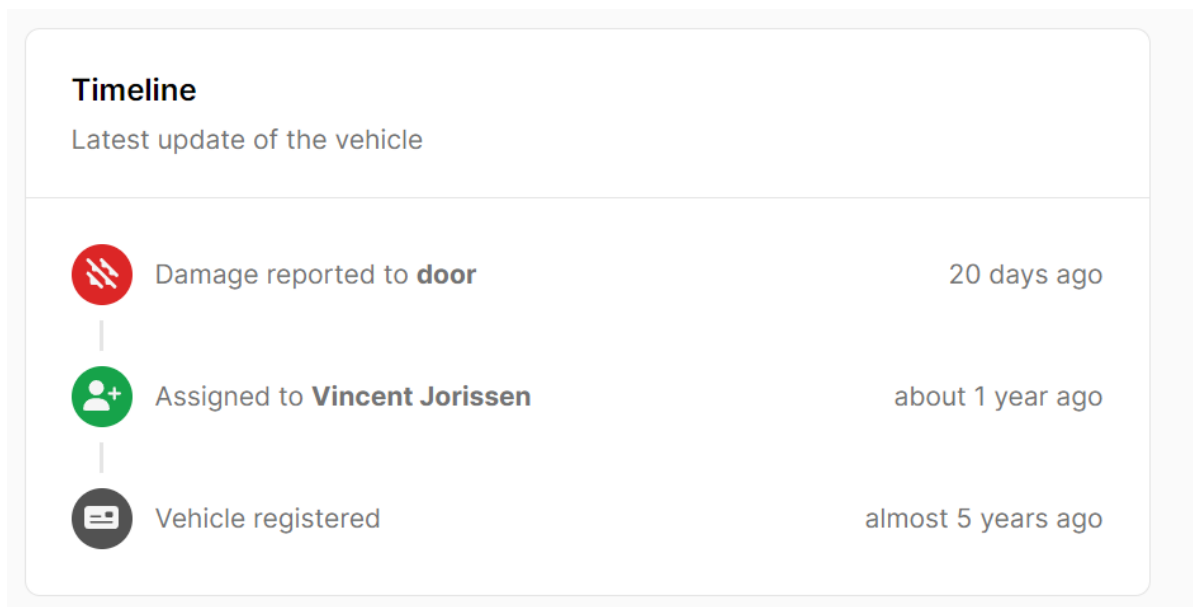 Timeline
Latest update of the vehicle
Damage reported to door 20 days ago
Assigned to Vincent Jorissen about 1 year ago
Vehicle registered almost 5 years ago